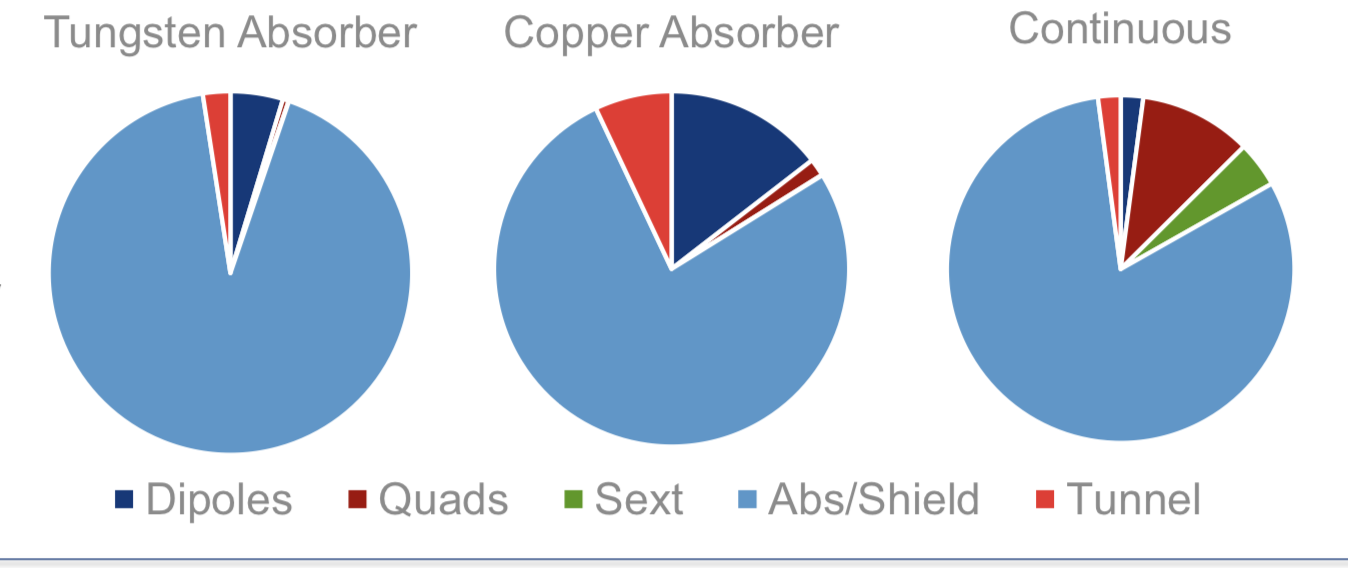 Tungsten Absorber
Copper Absorber
Continuous
Dipoles
Quads
Sext
Abs/Shield
Tunnel